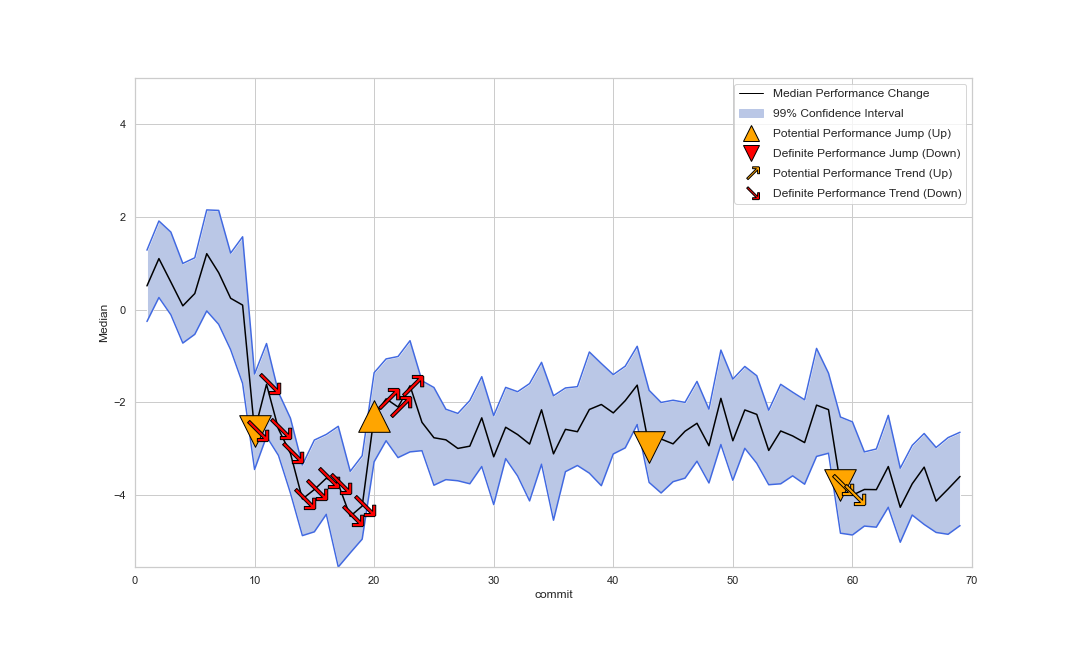 Median Performance Change
99% Confidence Interval
Potential Performance Jump (Up)
Definite Performance Jump (Down)
Potential Performance Trend (Up)
Definite Performance Trend (Down)
4
2
0
−2
−4
Median
0 10 20 30 40 50 60 70
commit